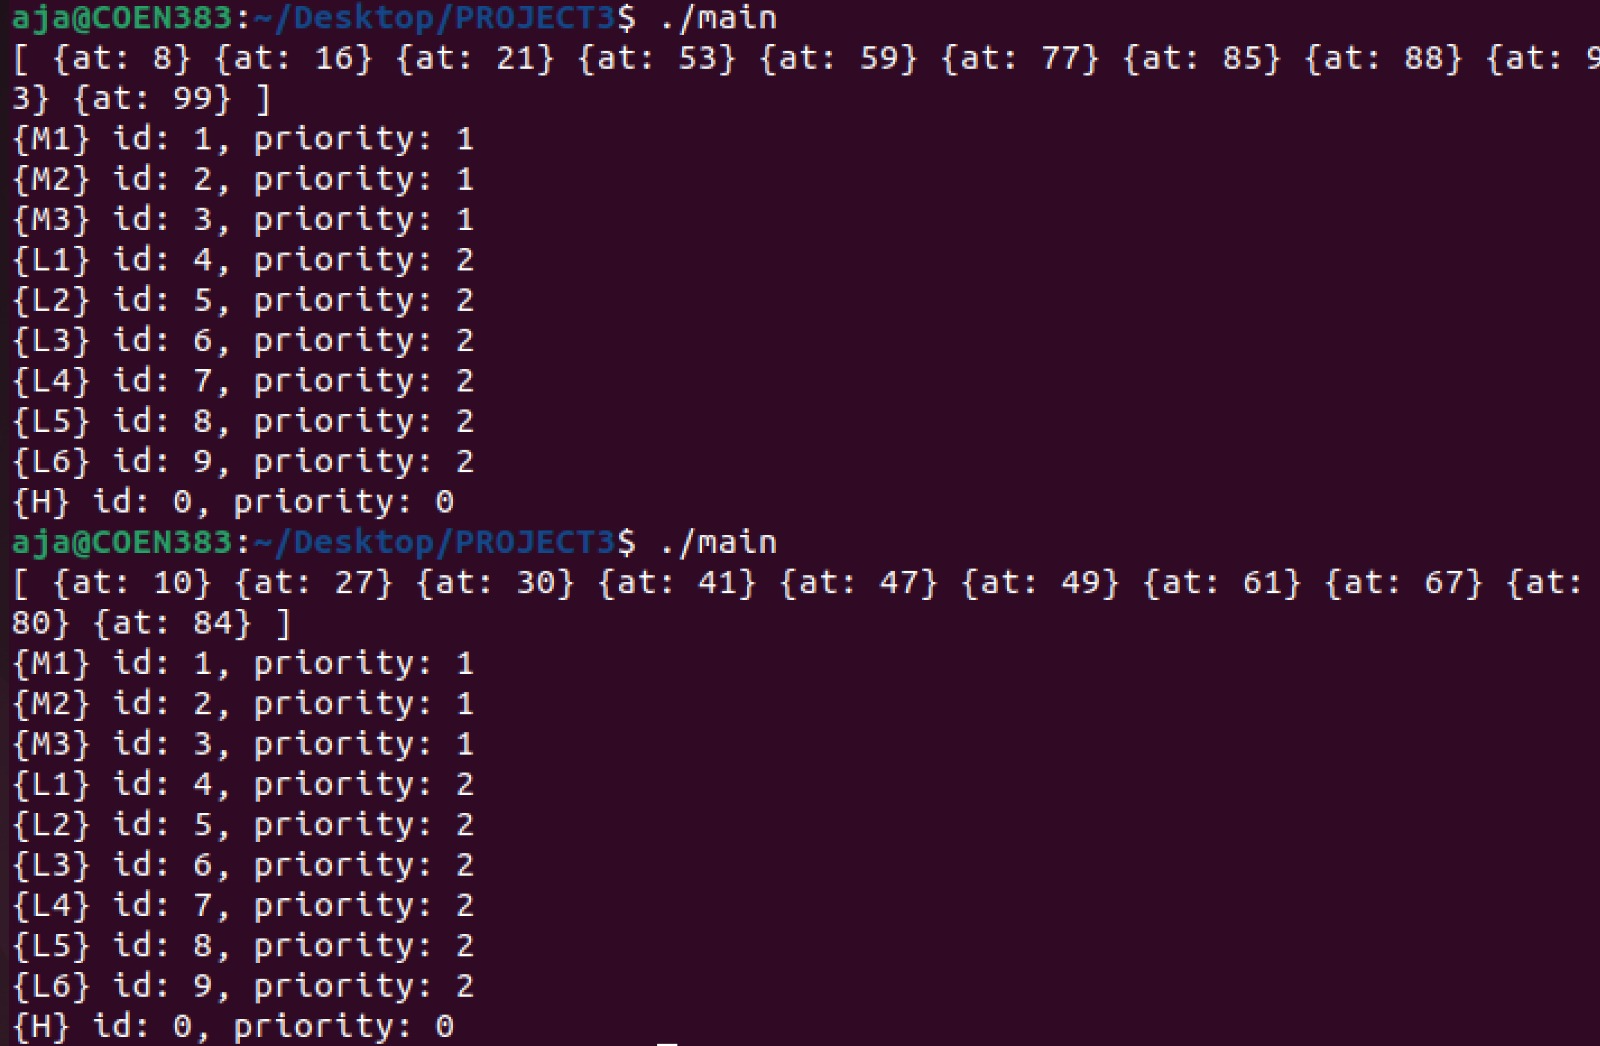 aja@COEN383:~/Desktop/PROJECT3$ ./main
[ {at: 8} {at: 16} {at: 21} {at: 53} {at: 59} {at: 77} {at: 85} {at: 88} {at: 9
3} {at: 99} ]
{M1} id: 1, priority: 1
{M2} id: 2, priority: 1
{M3} id: 3, priority: 1
{L1} id: 4, priority: 2
{L2} id: 5, priority: 2
{L3} id: 6, priority: 2
{L4} id: 7, priority: 2
{L5} id: 8, priority: 2
{L6} id: 9, priority: 2
{H} id: 0, priority: 0
aja@COEN383:~/Desktop/PROJECT3$ ./main
[ {at: 10} {at: 27} {at: 30} {at: 41} {at: 47} {at: 49} {at: 61} {at: 67} {at:
80} {at: 84} ]
{M1} id: 1, priority: 1
{M2} id: 2, priority: 1
{M3} id: 3, priority: 1
{L1} id: 4, priority: 2
{L2} id: 5, priority: 2
{L3} id: 6, priority: 2
{L4} id: 7, priority: 2
{L5} id: 8, priority: 2
{L6} id: 9, priority: 2
{H} id: 0, priority: 0